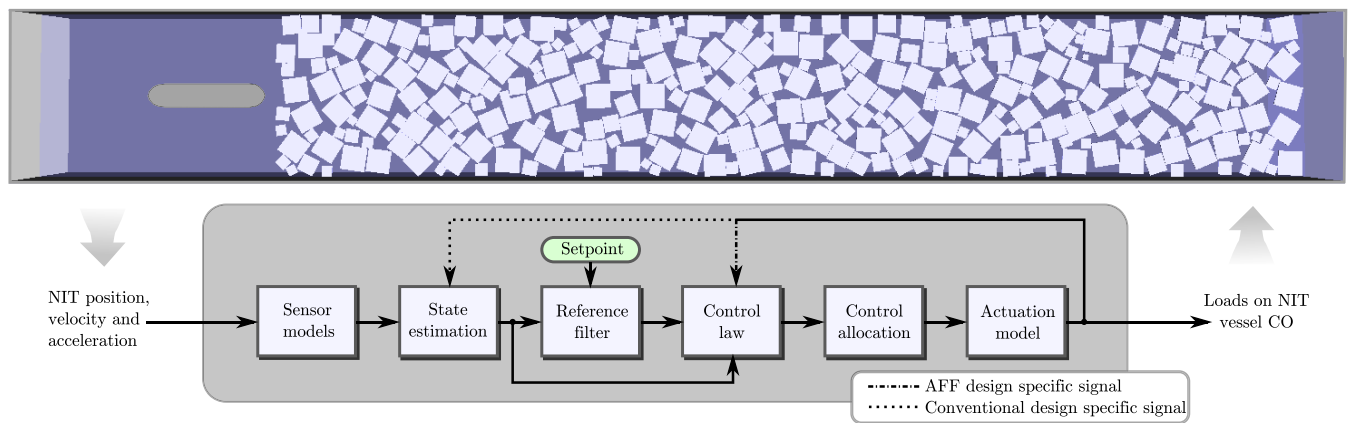 Setpoint
NIT position,
velocity and
acceleration
Sensor
models
State
estimation
Reference
filter
Control
law
Control
allocation
Actuation
model
Loads on NIT
vessel CO
AFF design specific signal
Conventional design specific signal